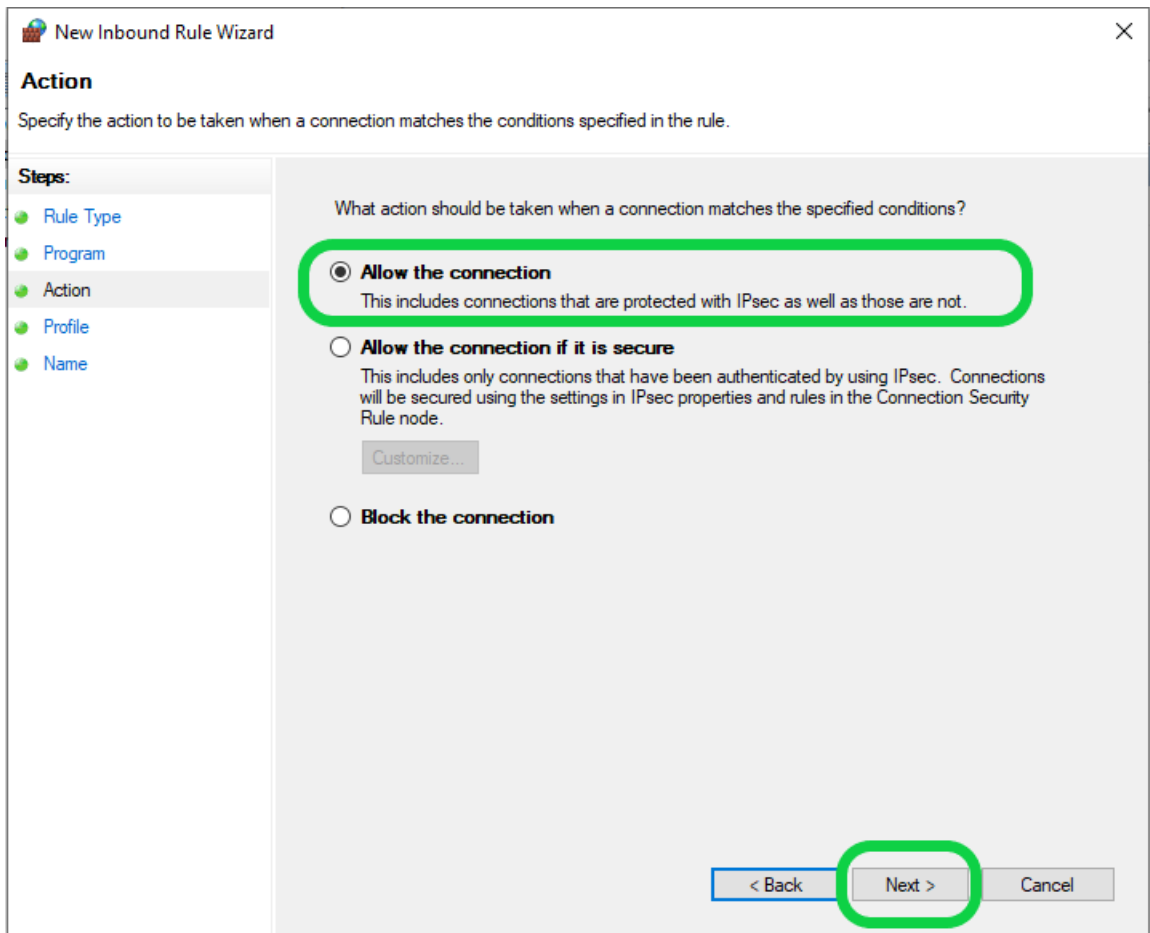 New Inbound Rule Wizard
Action
Specify the action to be taken when a connection matches the conditions specified in the rule.
Steps:
Rule Type
Program
Action
Profile
Name
What action should be taken when a connection matches the specified conditions?
Allow the connection
This includes connections that are protected with IPsec as well as those are not.
Allow the connection if it is secure
This includes only connections that have been authenticated by using IPsec. Connections
will be secured using the settings in IPsec properties and rules in the Connection Security
Rule node.
Customize...
Block the connection
< Back
Next >
Cancel